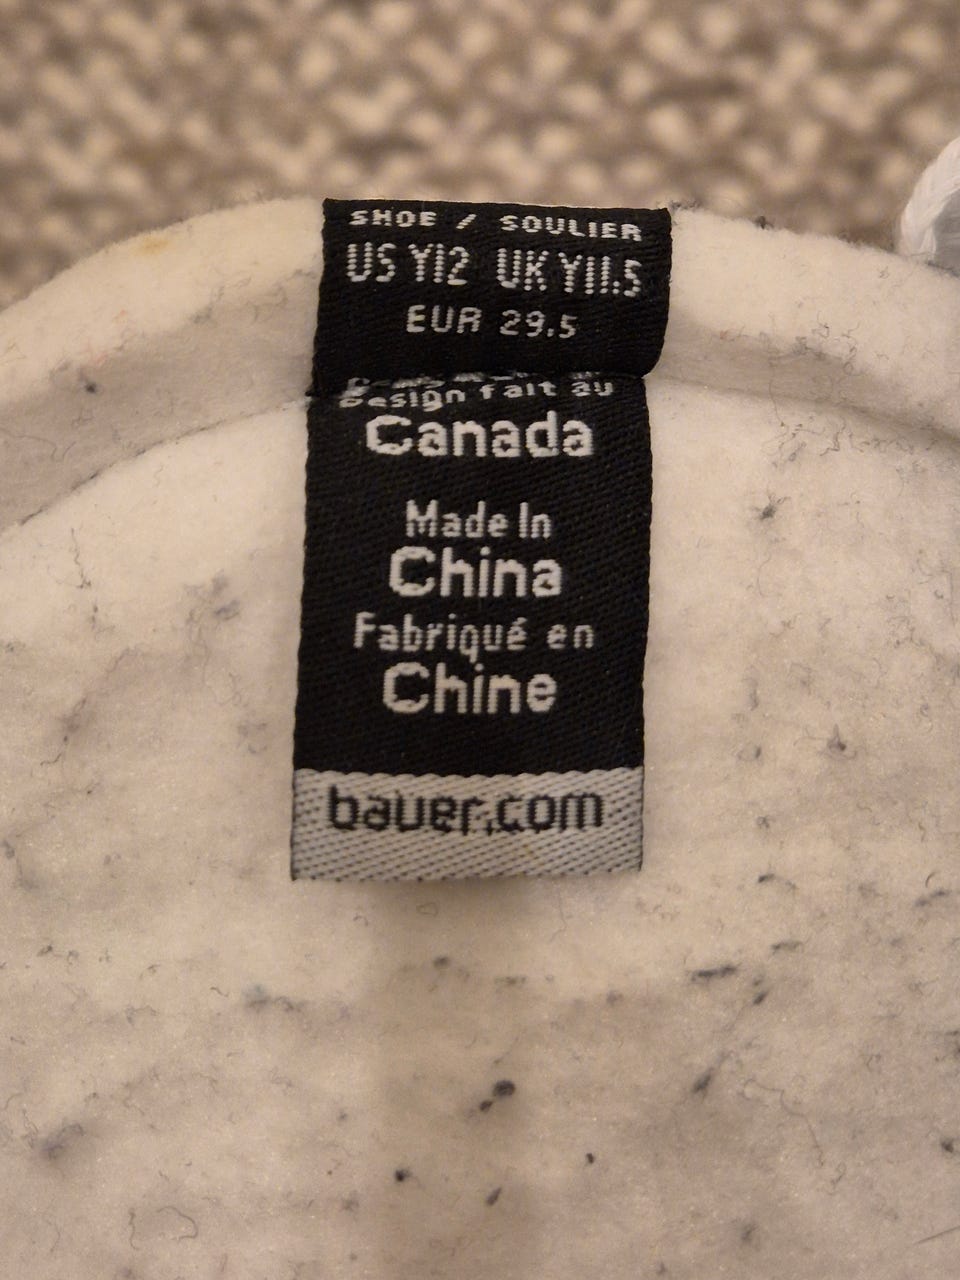 SHOE / SOULIER
US Y12 UK Y11.5
EUR 29.5
Design fait au
Canada
Made In
China
Fabriqué en
Chine
bauer.com